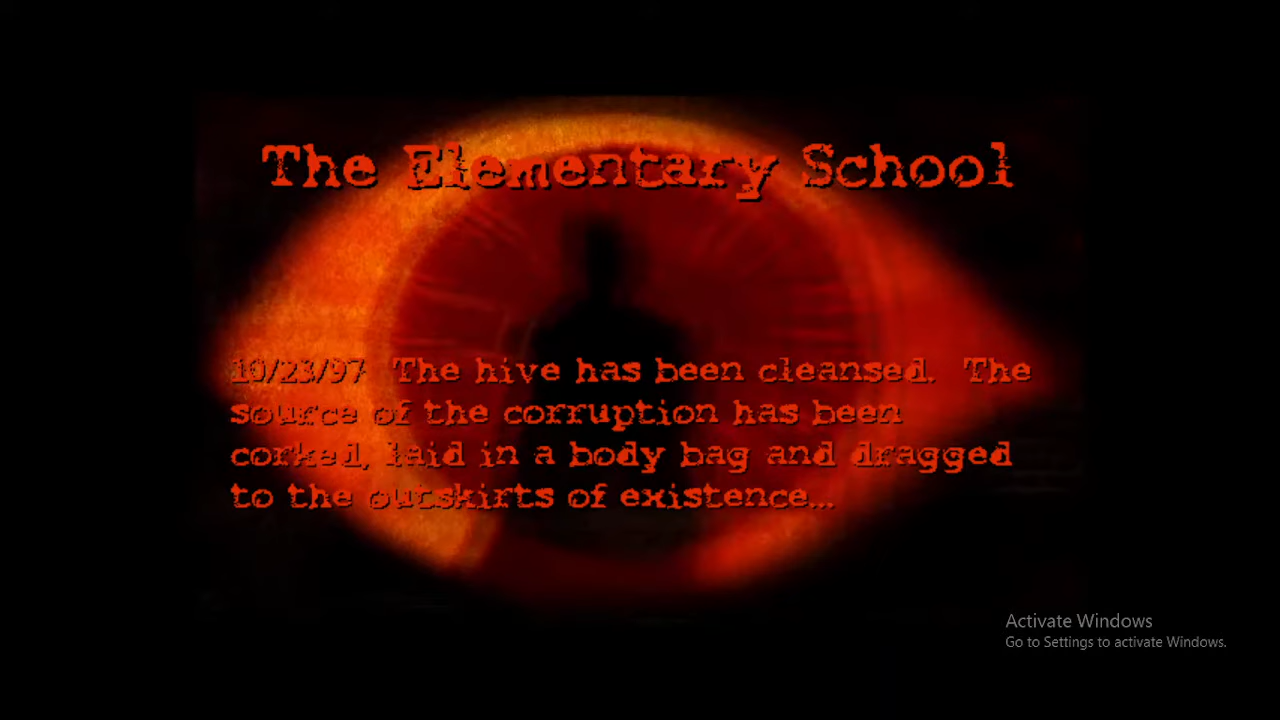 The Elementary School
10/23/97 The hive has been cleansed. The
source of the corruption has been
corked, laid in a body bag and dragged
to the outskirts of existence...
Activate Windows
Go to Settings to activate Windows.